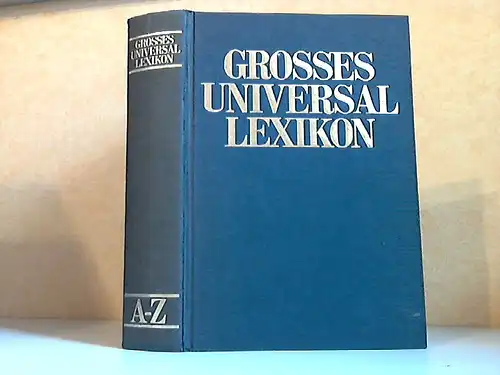 GROSSES
UNIVERSAL
LEXIKON
A-Z
GROSSES
UNIVERSAL
LEXIKON